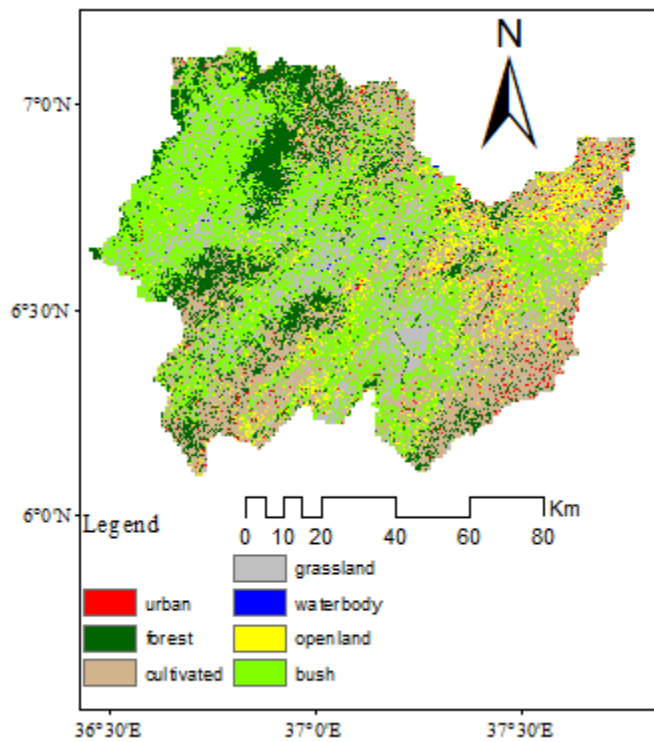 N
7°0'N
6°30'N
6°0'N
Legend
Km
0 10 20 40 60 80
grassland
urban waterbody
forest openland
cultivated bush
36°30'E 37°0'E 37°30'E